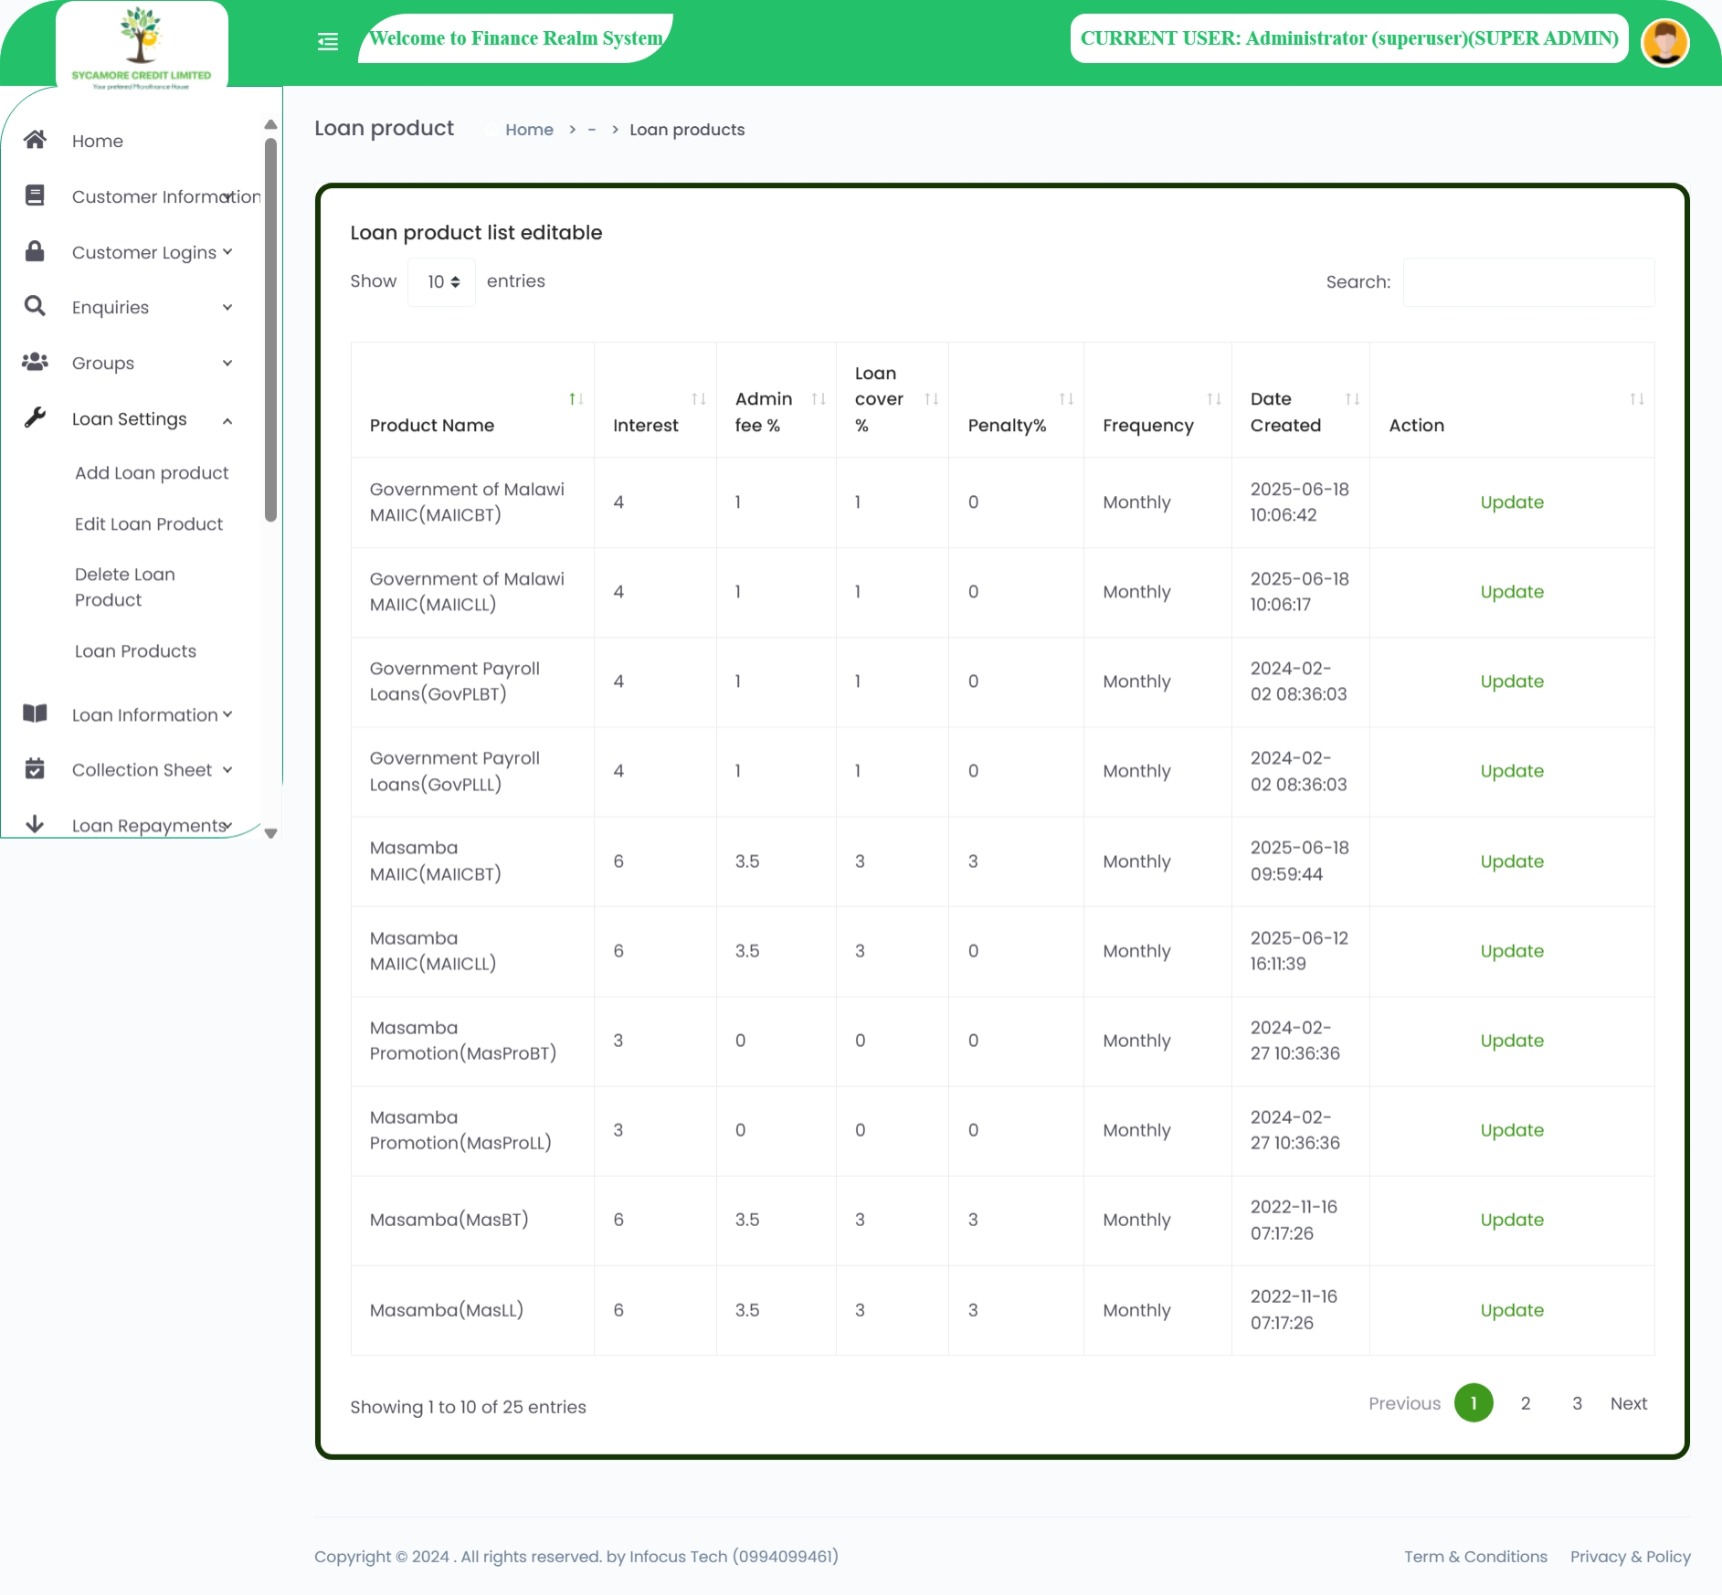 SYCAMORE CREDIT LIMITED
Your prefered Microfinance House
Welcome to Finance Realm System
CURRENT USER: Administrator (superuser)(SUPER ADMIN)
Home
Customer Information
Customer Logins
Enquiries
Groups
Loan Settings
Add Loan product
Edit Loan Product
Delete Loan
Product
Loan Products
Loan Information
Collection Sheet
Loan Repayments
Loan product
Home > - > Loan products
Loan product list editable
Show 10 entries
Search:
Product Name Interest Admin fee % Loan cover % Penalty% Frequency Date Created Action
Government of Malawi MAIIC(MAIICBT) 4 1 1 0 Monthly 2025-06-18 10:06:42 Update
Government of Malawi MAIIC(MAIICLL) 4 1 1 0 Monthly 2025-06-18 10:06:17 Update
Government Payroll Loans(GovPLBT) 4 1 1 0 Monthly 2024-02-02 08:36:03 Update
Government Payroll Loans(GovPLLL) 4 1 1 0 Monthly 2024-02-02 08:36:03 Update
Masamba MAIIC(MAIICBT) 6 3.5 3 3 Monthly 2025-06-18 09:59:44 Update
Masamba MAIIC(MAIICLL) 6 3.5 3 0 Monthly 2025-06-12 16:11:39 Update
Masamba Promotion(MasProBT) 3 0 0 0 Monthly 2024-02-27 10:36:36 Update
Masamba Promotion(MasProLL) 3 0 0 0 Monthly 2024-02-27 10:36:36 Update
Masamba(MasBT) 6 3.5 3 3 Monthly 2022-11-16 07:17:26 Update
Masamba(MasLL) 6 3.5 3 3 Monthly 2022-11-16 07:17:26 Update
Showing 1 to 10 of 25 entries
Previous 1 2 3 Next
Copyright © 2024 . All rights reserved. by Infocus Tech (0994099461)
Term & Conditions Privacy & Policy